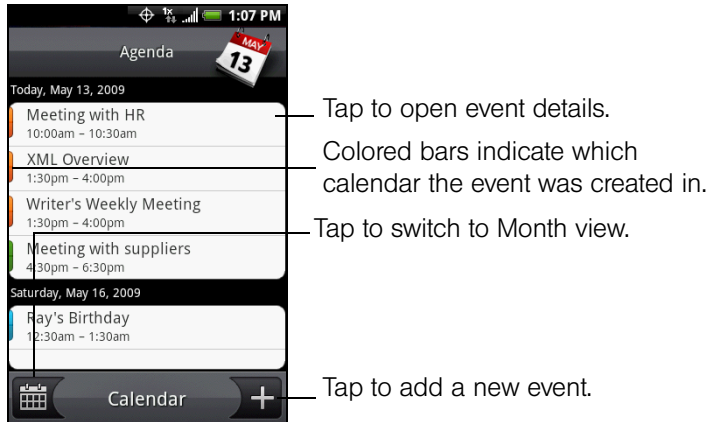 1x 1:07 PM
Agenda
MAY
13
Today, May 13, 2009
Meeting with HR
10:00am – 10:30am
XML Overview
1:30pm – 4:00pm
Writer's Weekly Meeting
1:30pm – 4:00pm
Meeting with suppliers
4:30pm – 6:30pm
Saturday, May 16, 2009
Ray's Birthday
12:30am – 1:30am
Calendar
Tap to open event details.
Colored bars indicate which
calendar the event was created in.
Tap to switch to Month view.
Tap to add a new event.